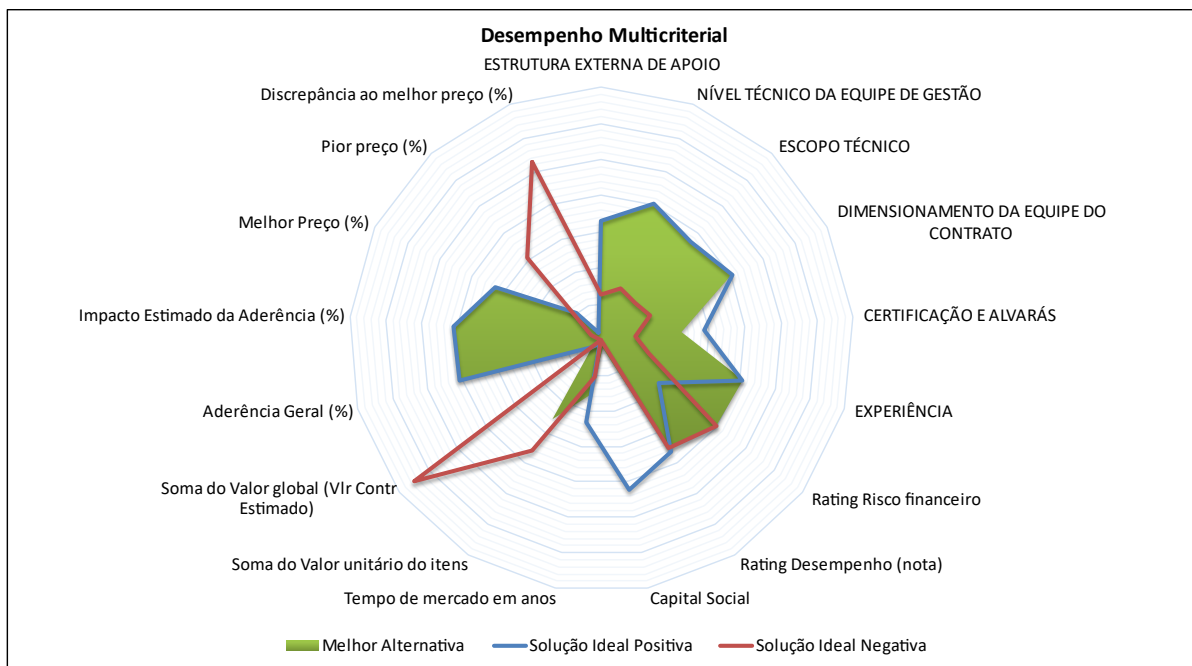 Desempenho Multicriterial
ESTRUTURA EXTERNA DE APOIO
NÍVEL TÉCNICO DA EQUIPE DE GESTÃO
ESCOPO TÉCNICO
DIMENSIONAMENTO DA EQUIPE DO
CONTRATO
CERTIFICAÇÃO E ALVARÁS
EXPERIÊNCIA
Rating Risco financeiro
Rating Desempenho (nota)
Capital Social
Tempo de mercado em anos
Soma do Valor unitário do itens
Soma do Valor global (Vlr Contr
Estimado)
Aderência Geral (%)
Impacto Estimado da Aderência (%)
Melhor Preço (%)
Pior preço (%)
Discrepância ao melhor preço (%)
Melhor Alternativa
Solução Ideal Positiva
Solução Ideal Negativa